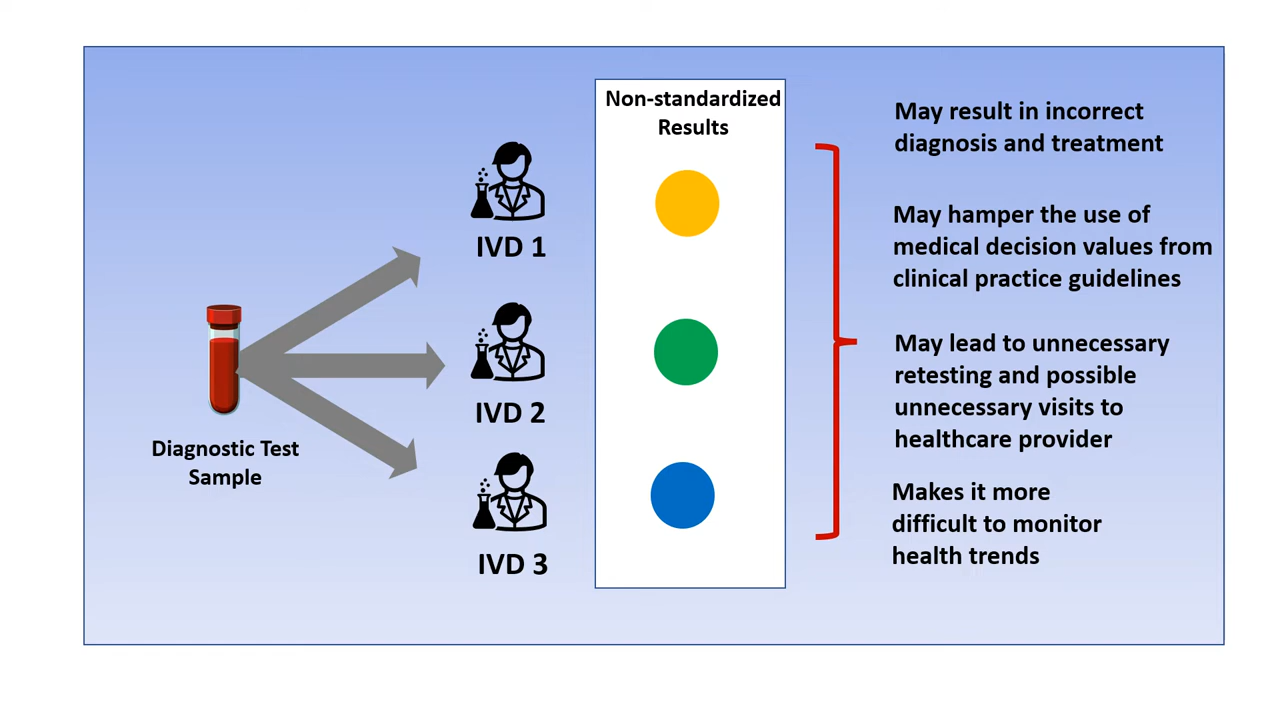 Non-standardized
Results
IVD 1
IVD 2
IVD 3
Diagnostic Test
Sample
May result in incorrect
diagnosis and treatment
May hamper the use of
medical decision values from
clinical practice guidelines
May lead to unnecessary
retesting and possible
unnecessary visits to
healthcare provider
Makes it more
difficult to monitor
health trends